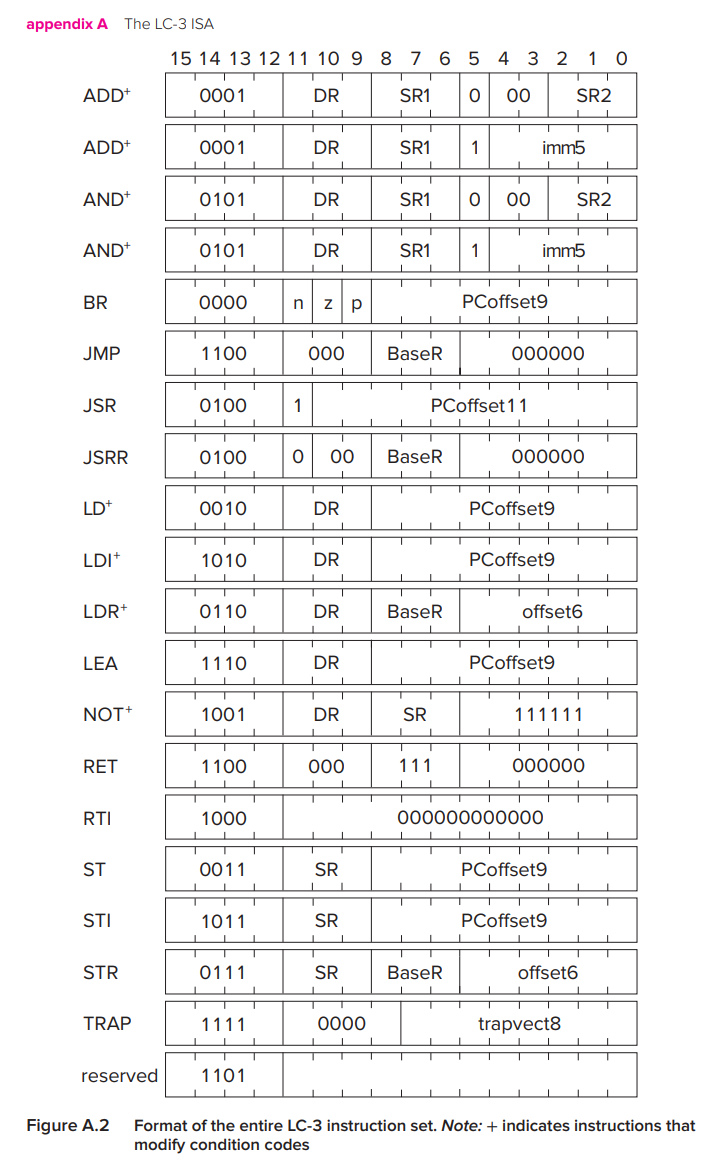 appendix A The LC-3 ISA
15 14 13 12 11 10 9 8 7 6 5 4 3 2 1 0
ADD+ 0001 DR SR1 0 00 SR2
ADD+ 0001 DR SR1 1 imm5
AND+ 0101 DR SR1 0 00 SR2
AND+ 0101 DR SR1 1 imm5
BR 0000 n z p PCoffset9
JMP 1100 000 BaseR 000000
JSR 0100 1 PCoffset11
JSRR 0100 0 00 BaseR 000000
LD+ 0010 DR PCoffset9
LDI+ 1010 DR PCoffset9
LDR+ 0110 DR BaseR offset6
LEA 1110 DR PCoffset9
NOT+ 1001 DR SR 111111
RET 1100 000 111 000000
RTI 1000 000000000000
ST 0011 SR PCoffset9
STI 1011 SR PCoffset9
STR 0111 SR BaseR offset6
TRAP 1111 0000 trapvect8
reserved 1101
Figure A.2 Format of the entire LC-3 instruction set. Note: + indicates instructions that
modify condition codes